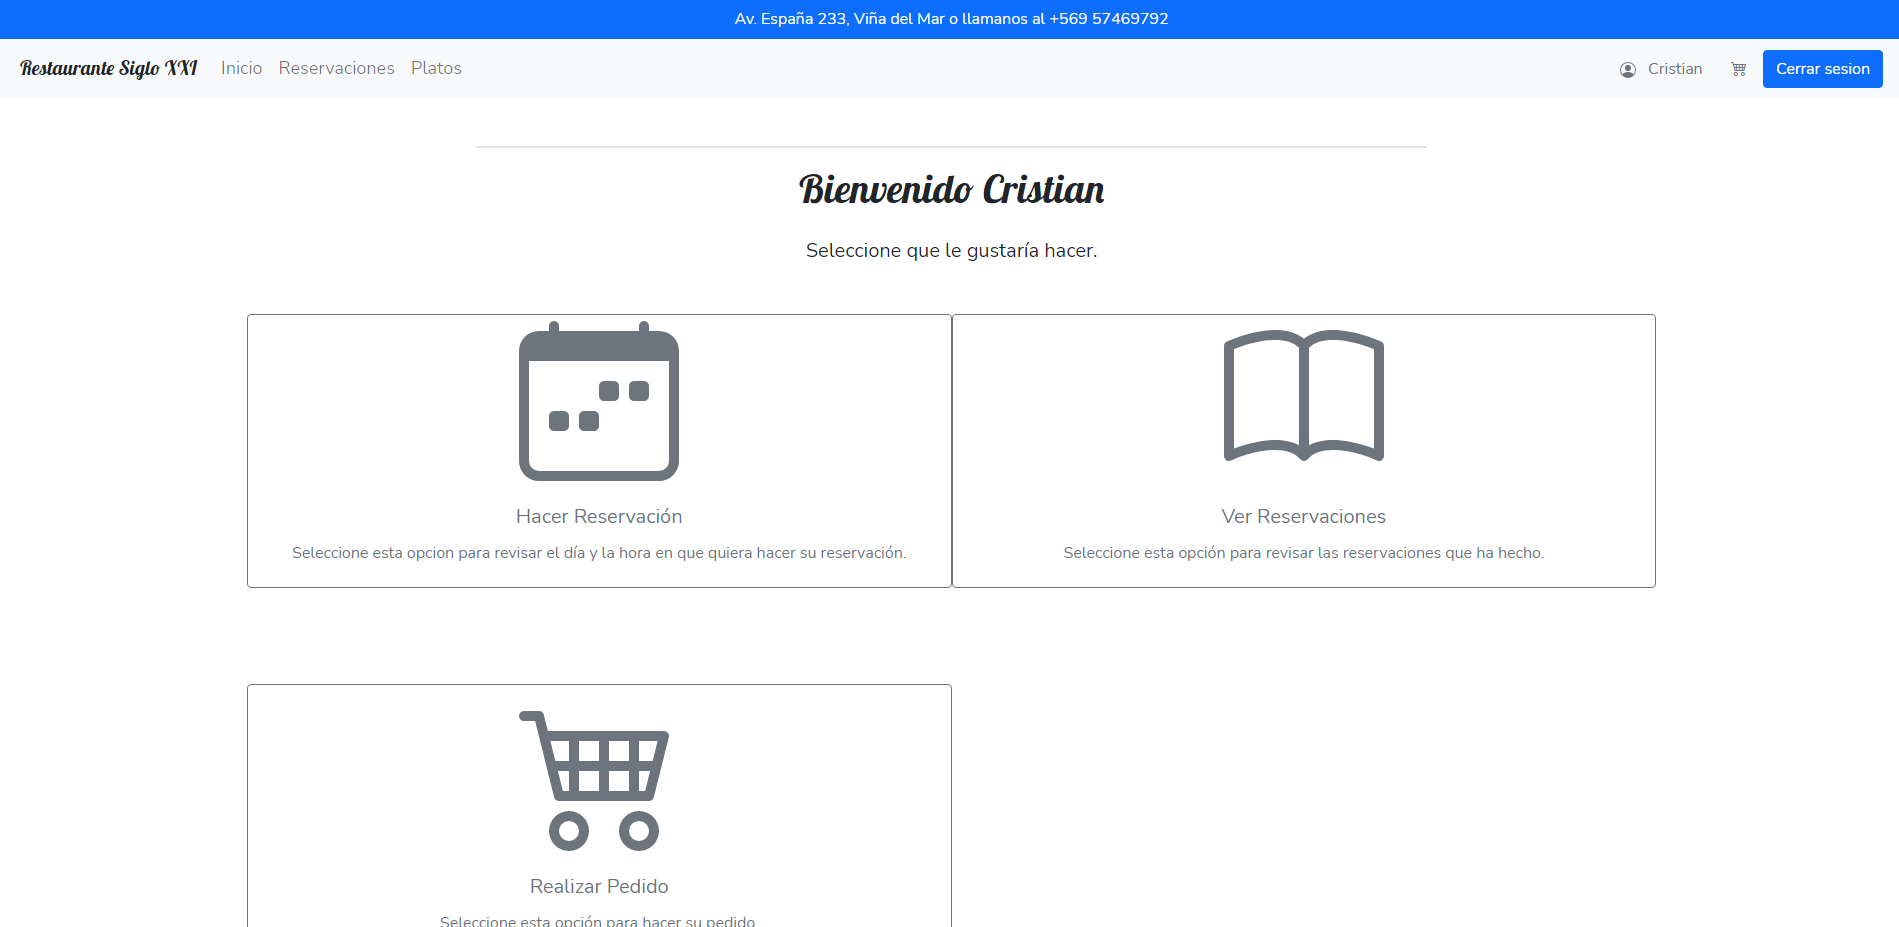 Av. España 233, Viña del Mar o llamanos al +569 57469792
Restaurante Siglo XXI Inicio Reservaciones Platos Cristian Cerrar sesion
Bienvenido Cristian
Seleccione que le gustaría hacer.
Hacer Reservación
Seleccione esta opcion para revisar el día y la hora en que quiera hacer su reservación.
Ver Reservaciones
Seleccione esta opción para revisar las reservaciones que ha hecho.
Realizar Pedido
Seleccione esta opción para hacer su pedido